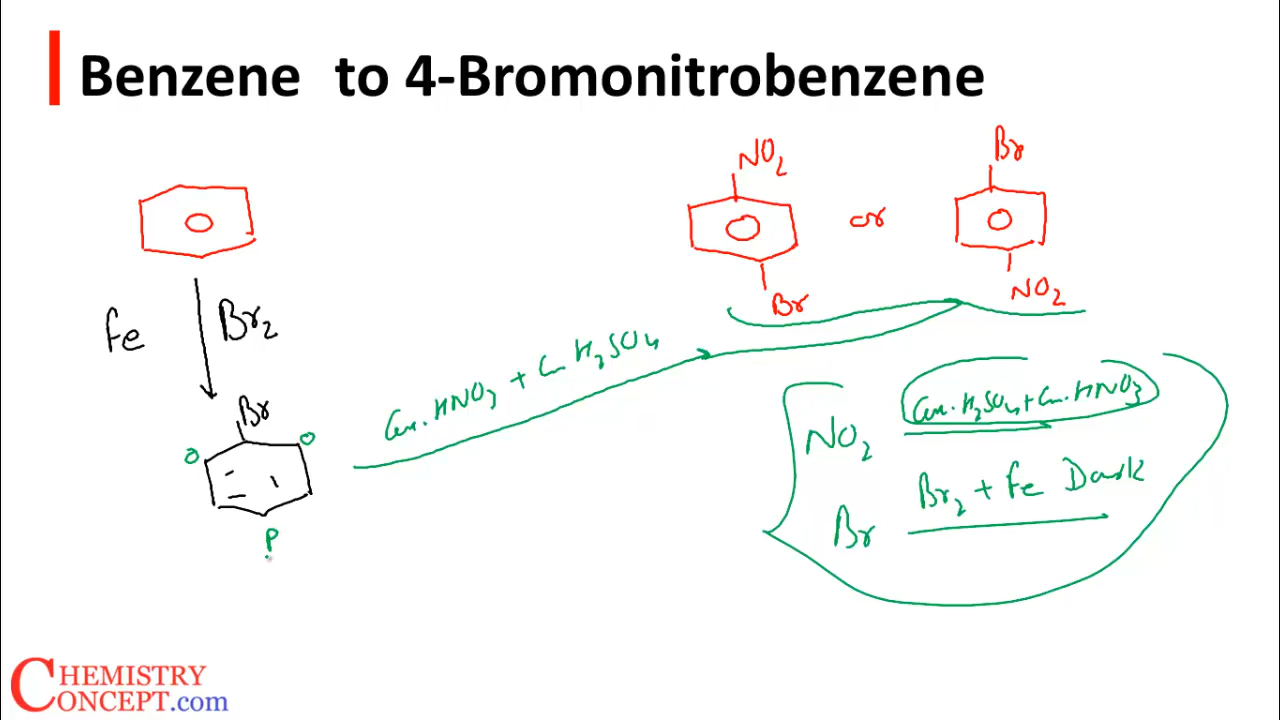 Benzene to 4-Bromonitrobenzene
NO2
Br
or
Br
NO2
Fe
Br2
Br
O
O
P
Con. HNO3 + Con H2SO4
NO2
Con. H2SO4 + Con. HNO3
Br
Br2 + Fe Dark
CHEMISTRY
CONCEPT.com